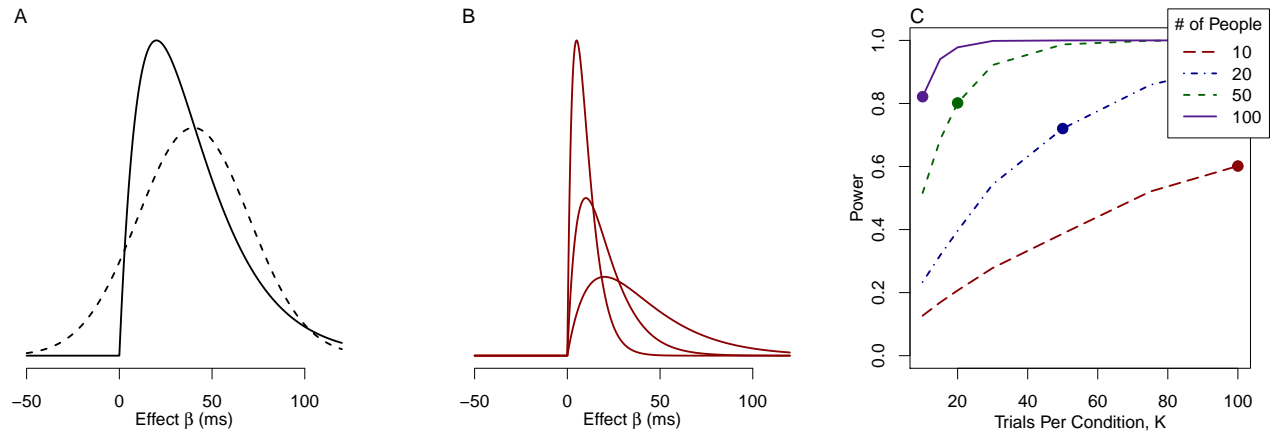 A
−50
0
50
100
Effect β (ms)
B
−50
0
50
100
Effect β (ms)
C
Power
0.0
0.2
0.4
0.6
0.8
1.0
20
40
60
80
100
Trials Per Condition, K
# of People
10
20
50
100